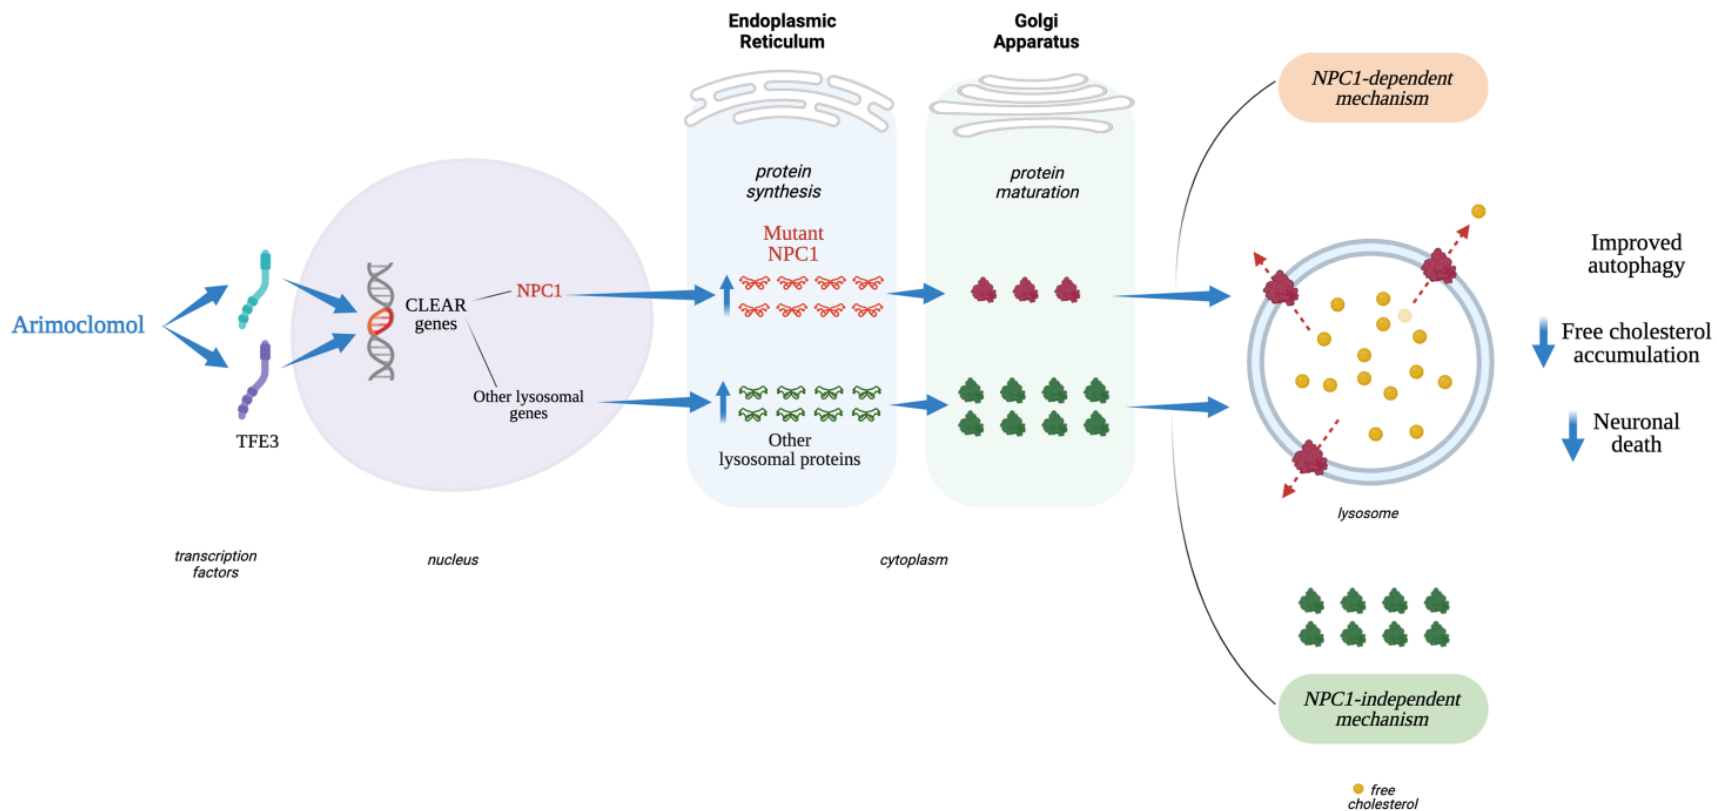 Endoplasmic
Reticulum
Golgi
Apparatus
NPC1-dependent
mechanism
protein
synthesis
protein
maturation
Mutant
NPC1
Improved
autophagy
Arimoclomol
CLEAR
genes
NPC1
Free cholesterol
accumulation
Other lysosomal
genes
TFE3
Other
lysosomal proteins
Neuronal
death
lysosome
transcription
factors
nucleus
cytoplasm
NPC1-independent
mechanism
free
cholesterol